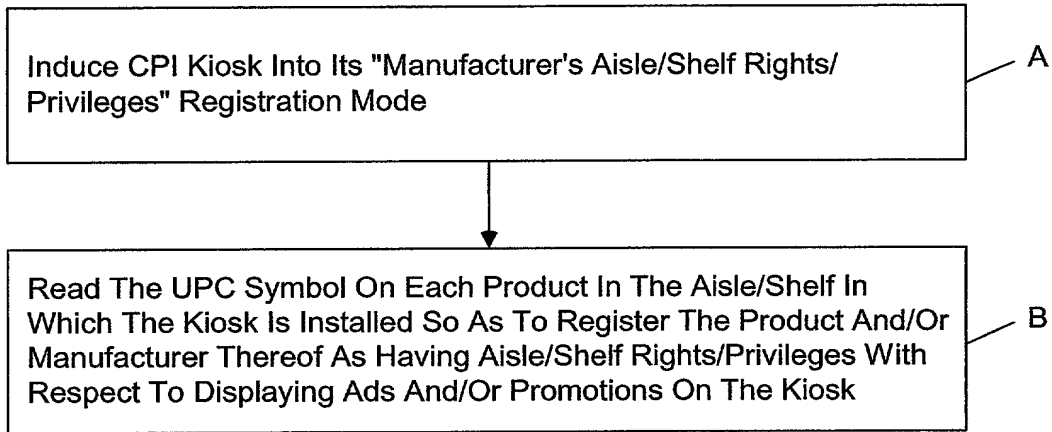 Induce CPI Kiosk Into Its "Manufacturer's Aisle/Shelf Rights/
Privileges" Registration Mode
A
Read The UPC Symbol On Each Product In The Aisle/Shelf In
Which The Kiosk Is Installed So As To Register The Product And/Or
Manufacturer Thereof As Having Aisle/Shelf Rights/Privileges With
Respect To Displaying Ads And/Or Promotions On The Kiosk
B